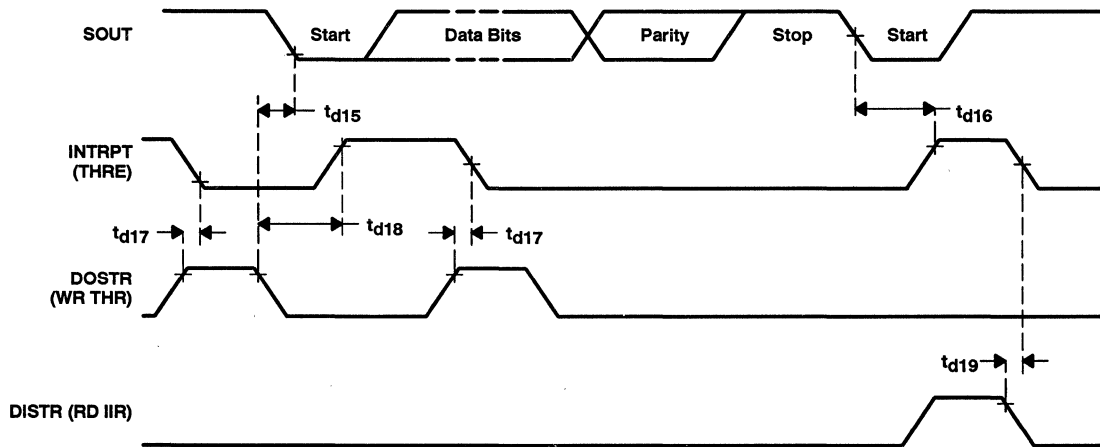 SOUT
Start
Data Bits
Parity
Stop
Start
td15
td16
INTRPT
(THRE)
td17
td18
td17
DOSTR
(WR THR)
td19
DISTR (RD IIR)